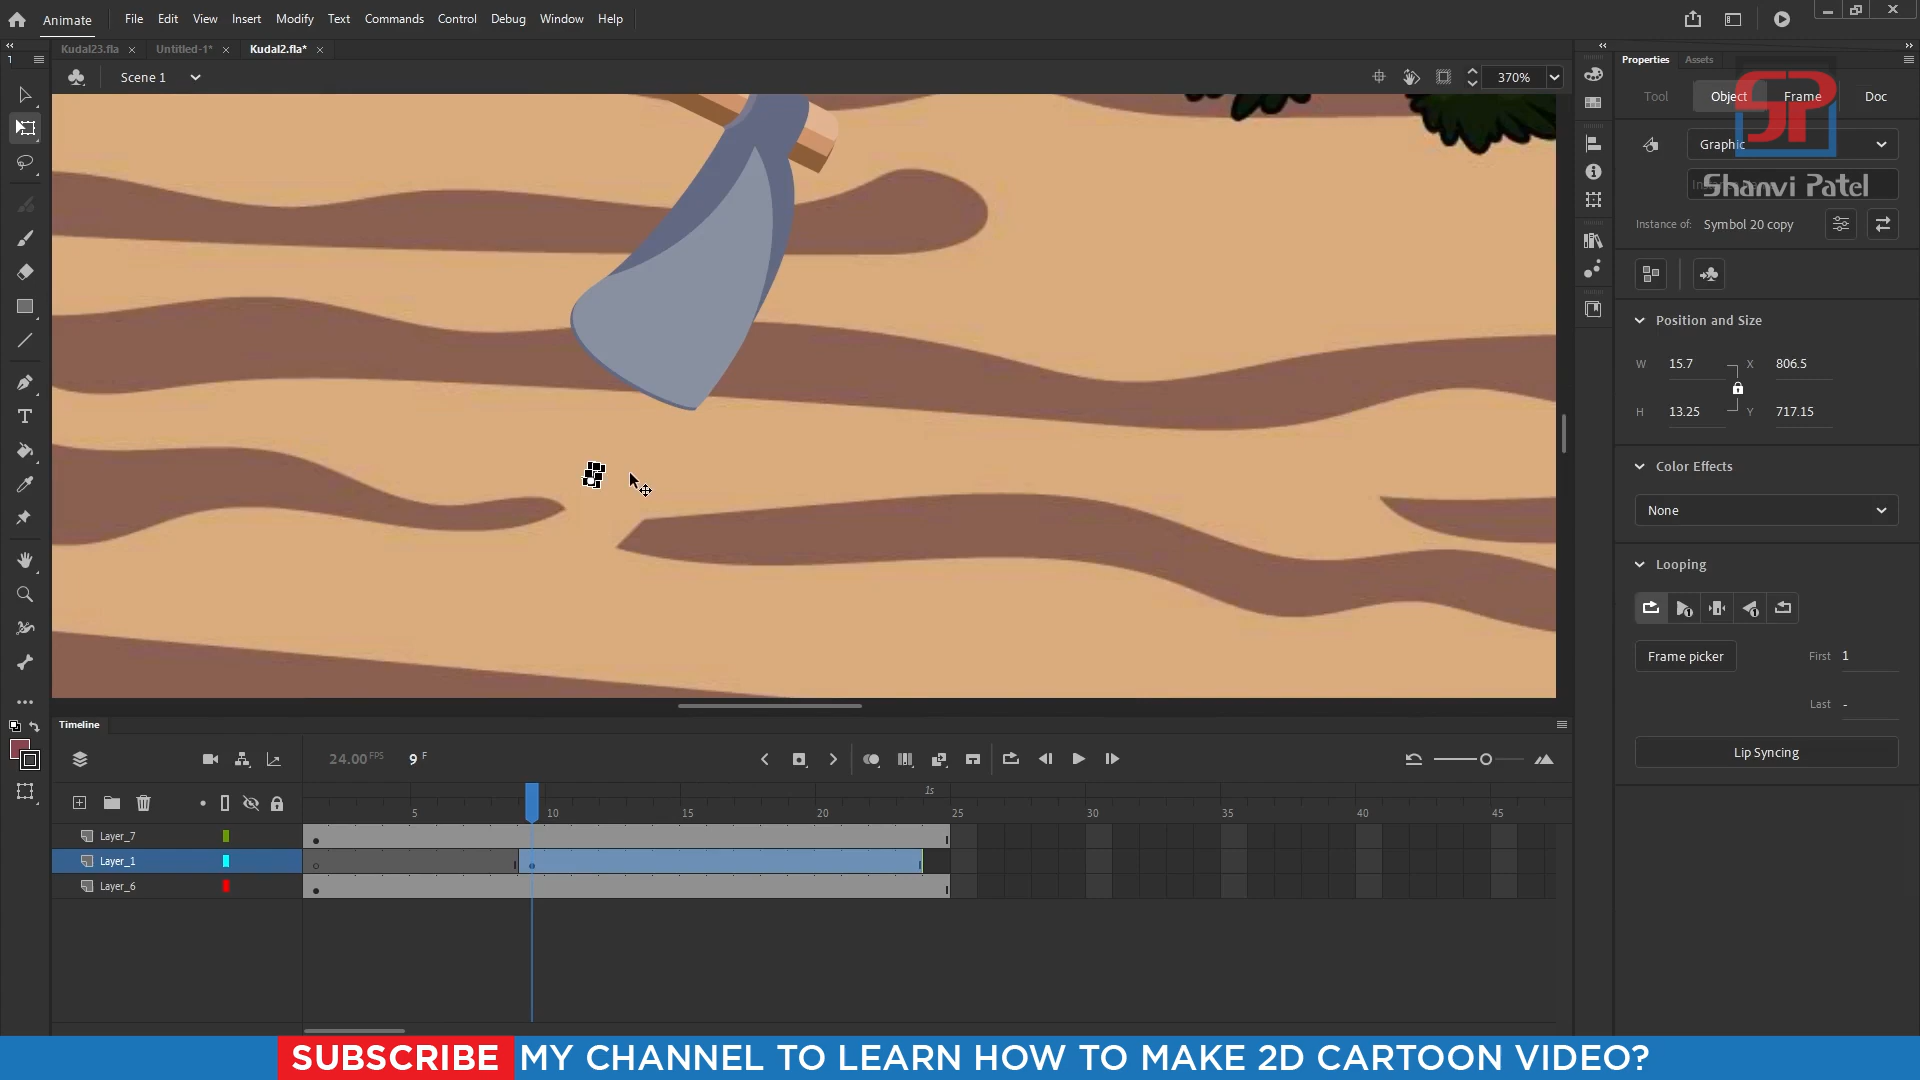 Animate File Edit View Insert Modify Text Commands Control Debug Window Help
Kudal23.fla Untitled-1* Kudal2.fla*
Scene 1 370%
Properties Assets
Tool Object Frame Doc
SP
Graphic
Shanvi Patel
Instance of: Symbol 20 copy
Position and Size
W 15.7 X 806.5
H 13.25 Y 717.15
Color Effects
None
Looping
Frame picker First 1
Last -
Lip Syncing
Timeline
24.00 FPS 9 F
1s
5 10 15 20 25 30 35 40 45
Layer_7
Layer_1
Layer_6
SUBSCRIBE MY CHANNEL TO LEARN HOW TO MAKE 2D CARTOON VIDEO?